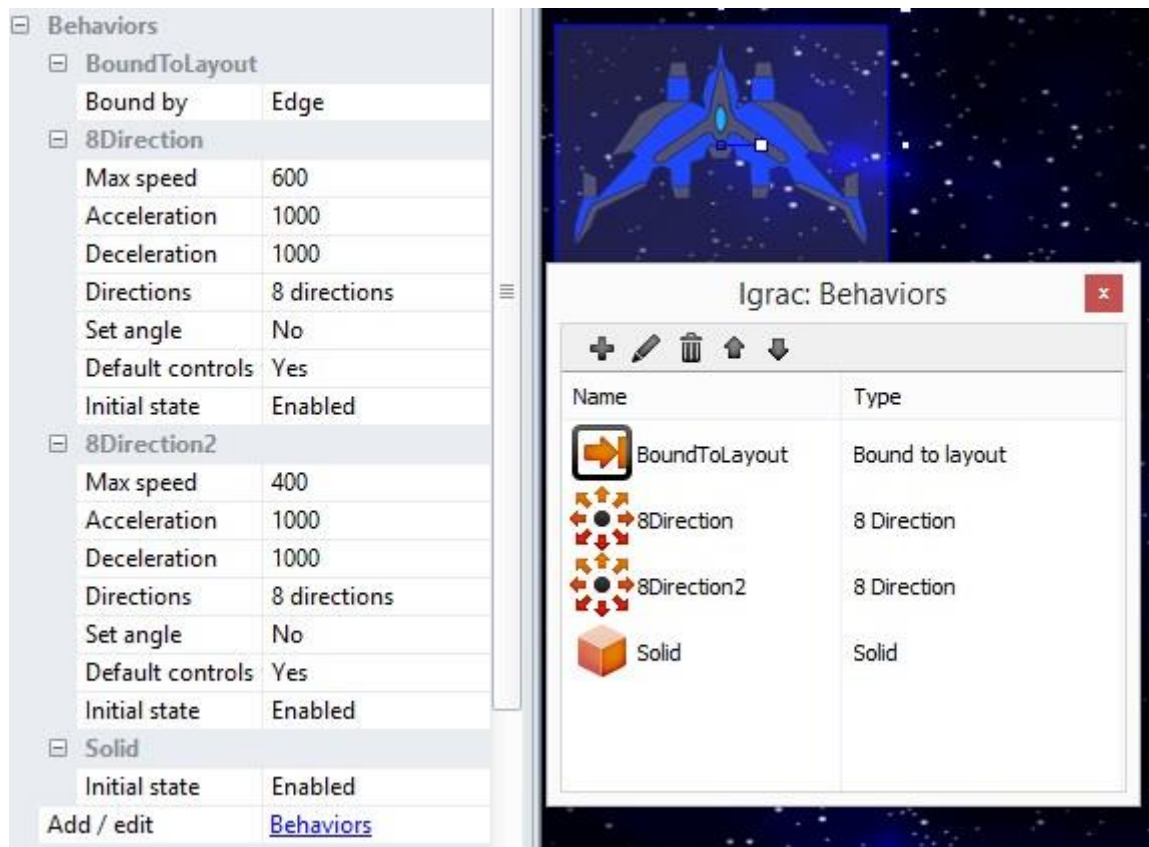 Behaviors
BoundToLayout
Bound by Edge
8Direction
Max speed 600
Acceleration 1000
Deceleration 1000
Directions 8 directions
Set angle No
Default controls Yes
Initial state Enabled
8Direction2
Max speed 400
Acceleration 1000
Deceleration 1000
Directions 8 directions
Set angle No
Default controls Yes
Initial state Enabled
Solid
Initial state Enabled
Add / edit Behaviors
Igrac: Behaviors
x
Name Type
BoundToLayout Bound to layout
8Direction 8 Direction
8Direction2 8 Direction
Solid Solid